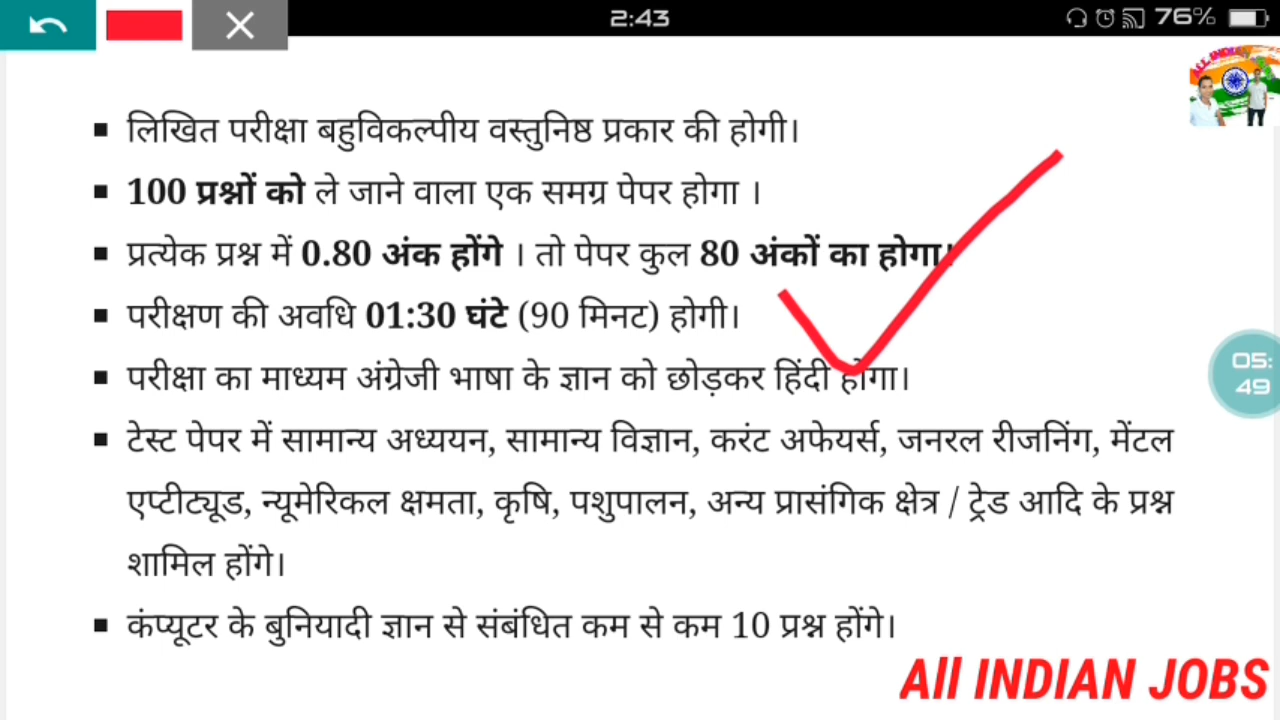 2:43
76%
लिखित परीक्षा बहुविकल्पीय वस्तुनिष्ठ प्रकार की होगी।
100 प्रश्नों को ले जाने वाला एक समग्र पेपर होगा ।
प्रत्येक प्रश्न में 0.80 अंक होंगे । तो पेपर कुल 80 अंकों का होगा।
परीक्षण की अवधि 01:30 घंटे (90 मिनट) होगी।
परीक्षा का माध्यम अंग्रेजी भाषा के ज्ञान को छोड़कर हिंदी होगा।
05:
49
टेस्ट पेपर में सामान्य अध्ययन, सामान्य विज्ञान, करंट अफेयर्स, जनरल रीजनिंग, मेंटल
एप्टीट्यूड, न्यूमेरिकल क्षमता, कृषि, पशुपालन, अन्य प्रासंगिक क्षेत्र / ट्रेड आदि के प्रश्न
शामिल होंगे।
कंप्यूटर के बुनियादी ज्ञान से संबंधित कम से कम 10 प्रश्न होंगे।
All INDIAN JOBS